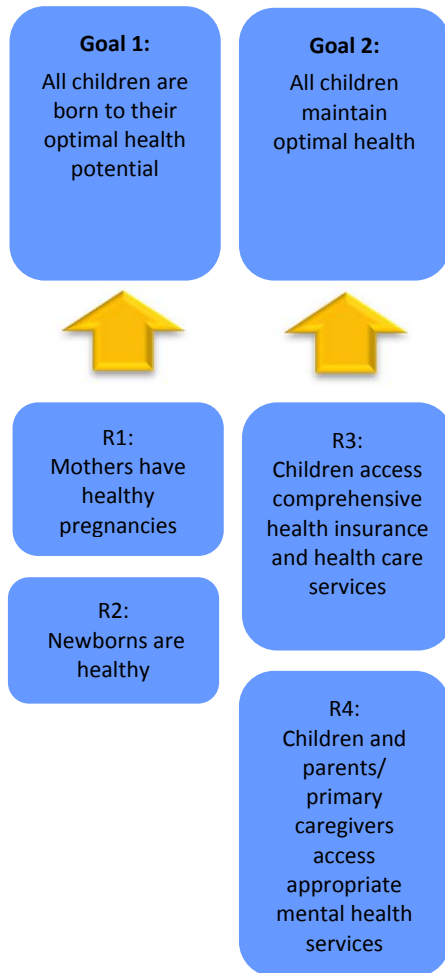 Goal 1:
All children are
born to their
optimal health
potential
Goal 2:
All children
maintain
optimal health
R1:
Mothers have
healthy
pregnancies
R2:
Newborns are
healthy
R3:
Children access
comprehensive
health insurance
and health care
services
R4:
Children and
parents/
primary
caregivers
access
appropriate
mental health
services